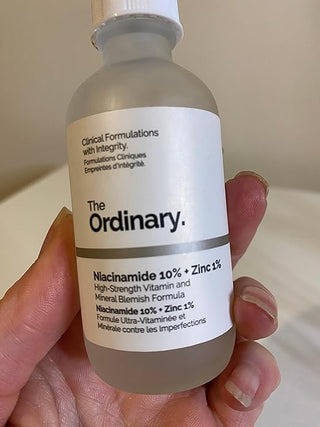 Clinical Formulations
with Integrity.
Formulations Cliniques
Empreintes d'Intégrité.
The
Ordinary.
Niacinamide 10% + Zinc 1%
High-Strength Vitamin and
Mineral Blemish Formula
Niacinamide 10% + Zinc 1%
Formule Ultra-Vitaminée et
Minérale contre les Imperfections